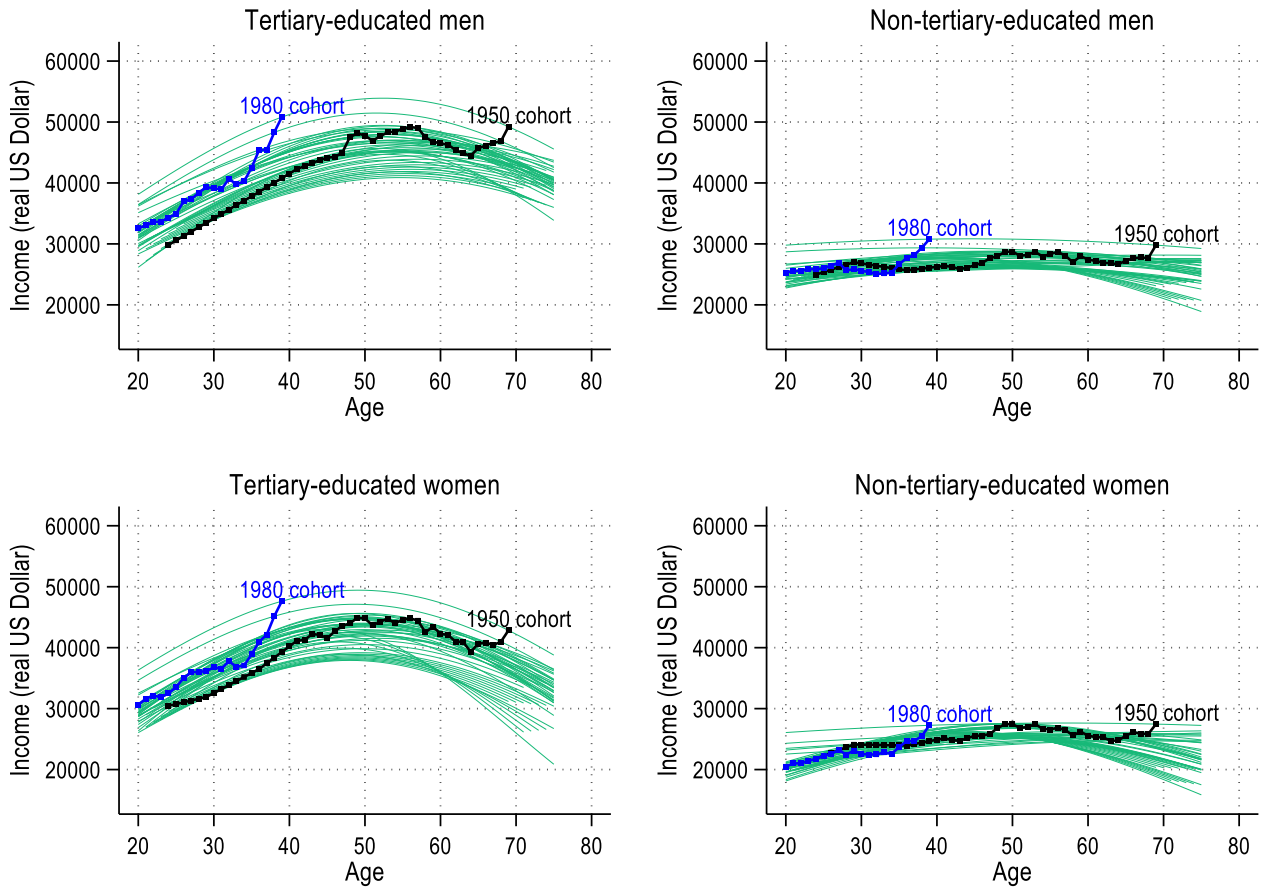 Tertiary-educated men
Income (real US Dollar)
60000
50000
40000
30000
20000
1980 cohort
1950 cohort
20 30 40 50 60 70 80
Age
Non-tertiary-educated men
Income (real US Dollar)
60000
50000
40000
30000
20000
1980 cohort
1950 cohort
20 30 40 50 60 70 80
Age
Tertiary-educated women
Income (real US Dollar)
60000
50000
40000
30000
20000
1980 cohort
1950 cohort
20 30 40 50 60 70 80
Age
Non-tertiary-educated women
Income (real US Dollar)
60000
50000
40000
30000
20000
1980 cohort
1950 cohort
20 30 40 50 60 70 80
Age